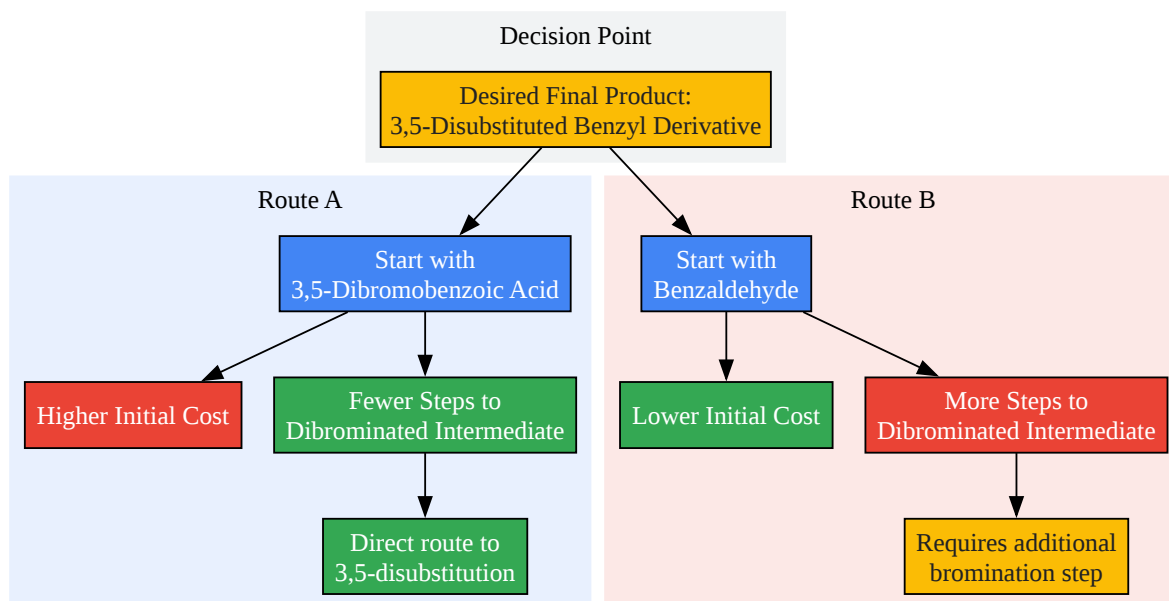 Decision Point
Desired Final Product:
3,5-Disubstituted Benzyl Derivative
Route A
Start with
3,5-Dibromobenzoic Acid
Higher Initial Cost
Fewer Steps to
Dibrominated Intermediate
Direct route to
3,5-disubstitution
Route B
Start with
Benzaldehyde
Lower Initial Cost
More Steps to
Dibrominated Intermediate
Requires additional
bromination step